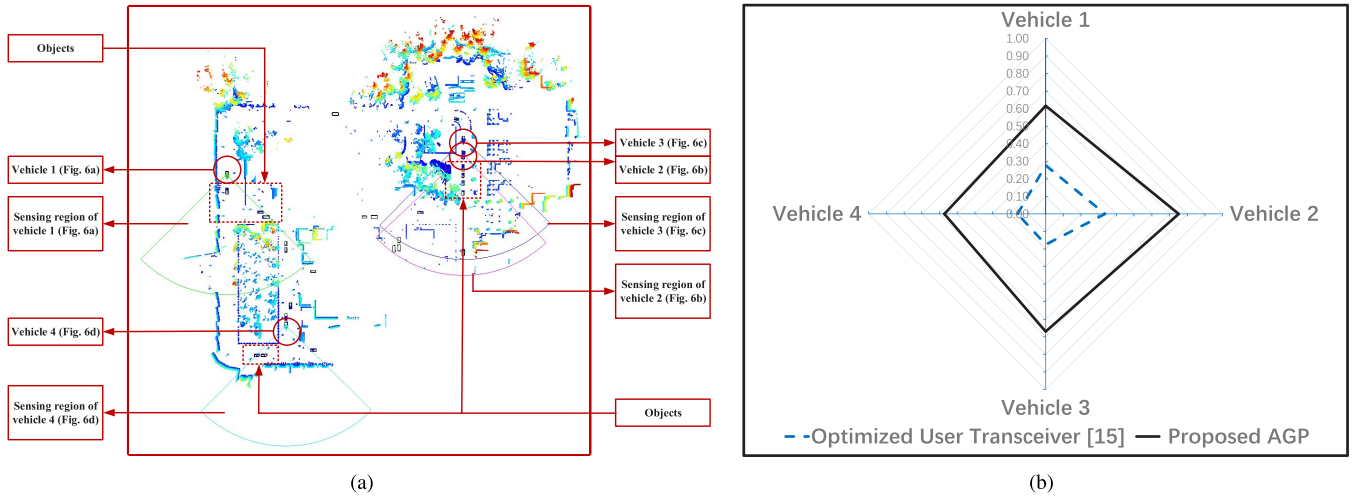 Objects
Vehicle 1 (Fig. 6a)
Sensing region of
vehicle 1 (Fig. 6a)
Vehicle 4 (Fig. 6d)
Sensing region of
vehicle 4 (Fig. 6d)
Vehicle 3 (Fig. 6c)
Vehicle 2 (Fig. 6b)
Sensing region of
vehicle 3 (Fig. 6c)
Sensing region of
vehicle 2 (Fig. 6b)
Objects
(a)
Vehicle 1
1.00
0.90
0.80
0.70
0.60
0.50
0.40
0.30
0.20
0.10
0.00
Vehicle 4
Vehicle 2
Vehicle 3
Optimized User Transceiver [15]
Proposed AGP
(b)